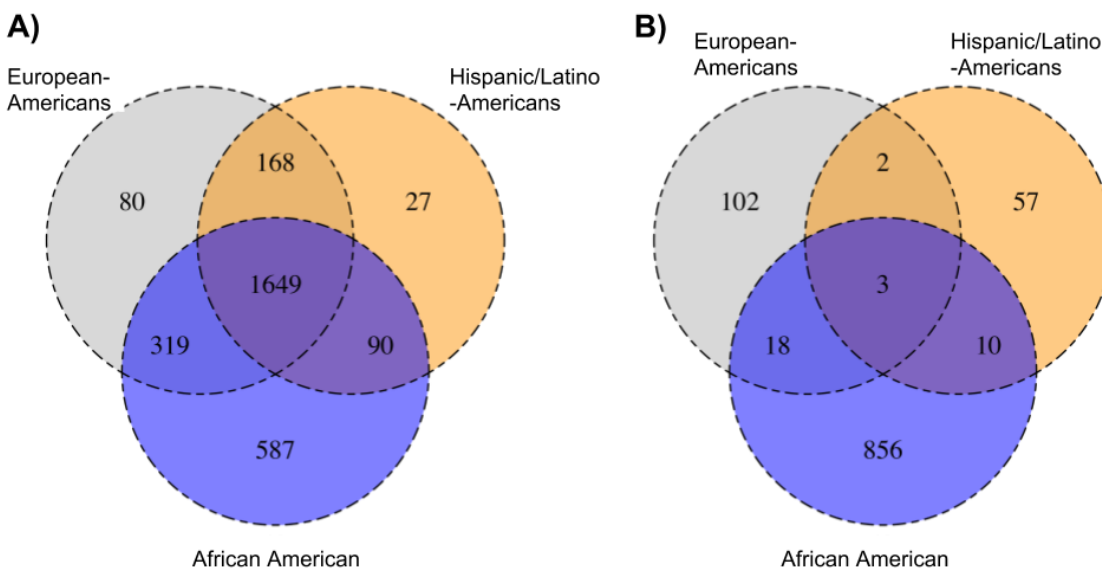 A)
European-
Americans
Hispanic/Latino
-Americans
168
80
27
1649
319
90
587
African American
B)
European-
Americans
Hispanic/Latino
-Americans
2
102
57
3
18
10
856
African American